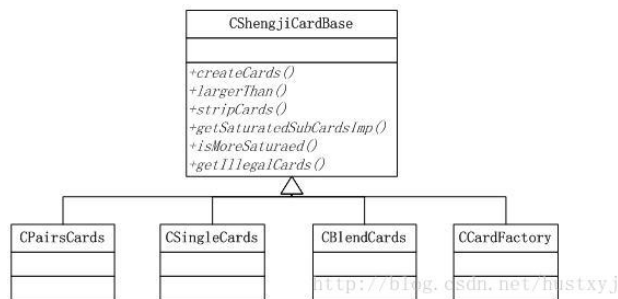 CShengjiCardBase
+createCards()
+largerThan()
+stripCards()
+getSaturatedSubCardsImp()
+isMoreSaturaed()
+getIllegalCards()
CPairsCards
CSingleCards
CBlendCards
CCardFactory
http://blog.csdn.net/hustxyj